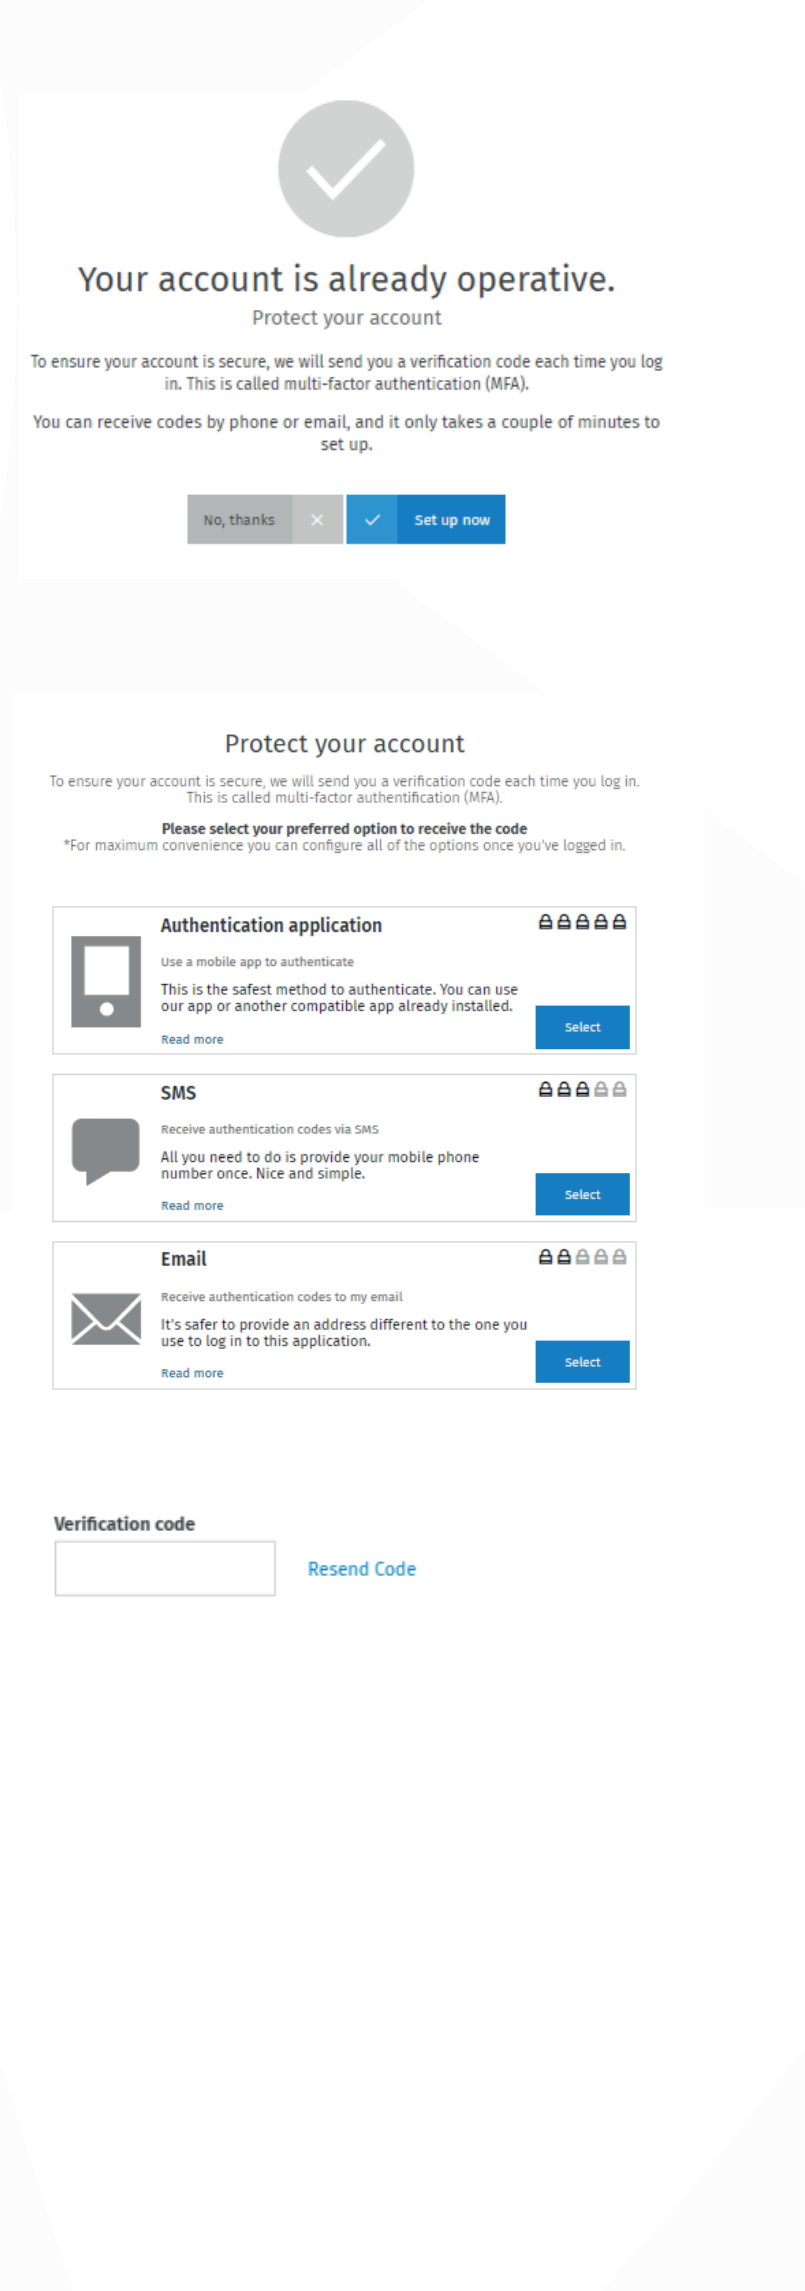 Your account is already operative.
Protect your account
To ensure your account is secure, we will send you a verification code each time you log
in. This is called multi-factor authentication (MFA).
You can receive codes by phone or email, and it only takes a couple of minutes to
set up.
No, thanks
Set up now
Protect your account
To ensure your account is secure, we will send you a verification code each time you log in.
This is called multi-factor authentification (MFA).
Please select your preferred option to receive the code
*For maximum convenience you can configure all of the options once you've logged in.
Authentication application
Use a mobile app to authenticate
This is the safest method to authenticate. You can use
our app or another compatible app already installed.
Read more
Select
SMS
Receive authentication codes via SMS
All you need to do is provide your mobile phone
number once. Nice and simple.
Read more
Select
Email
Receive authentication codes to my email
It's safer to provide an address different to the one you
use to log in to this application.
Read more
Select
Verification code
Resend Code